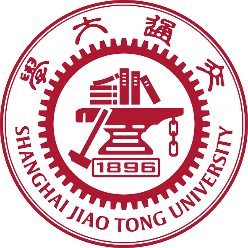 交通大學
1896
SHANGHAI JIAO TONG UNIVERSITY